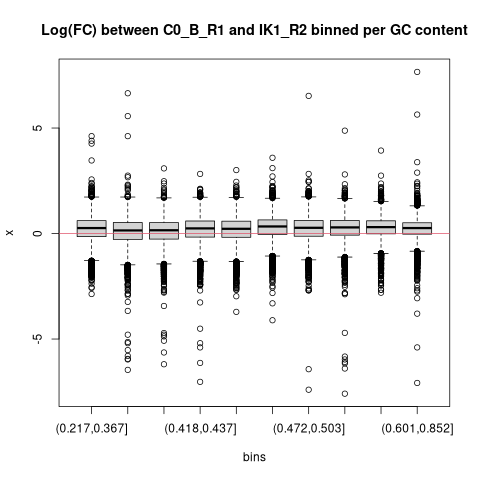 Log(FC) between C0_B_R1 and IK1_R2 binned per GC content
5
0
-5
x
(0.217,0.367]
(0.418,0.437]
(0.472,0.503]
(0.601,0.852]
bins